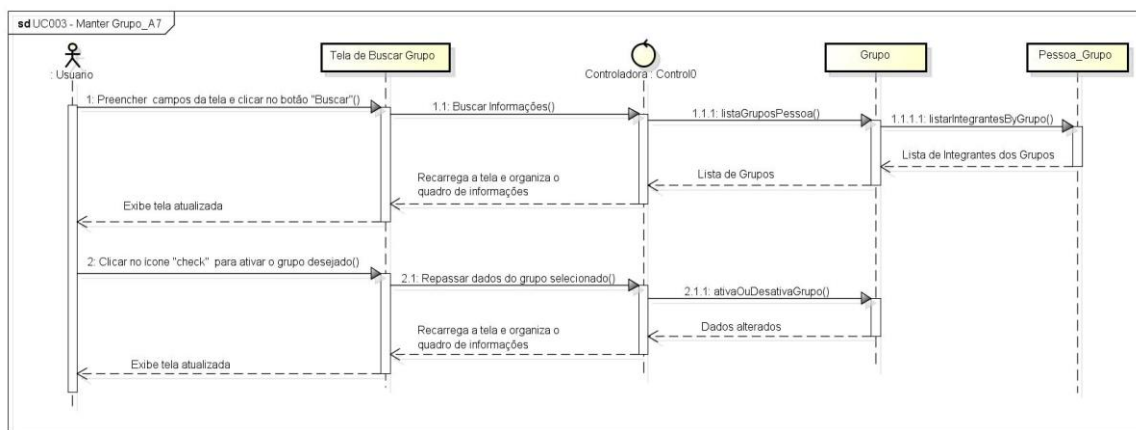 sd UC003 - Manter Grupo_A7
: Usuario
Tela de Buscar Grupo
Controladora : Control0
Grupo
Pessoa_Grupo
1: Preencher campos da tela e clicar no botão "Buscar"()
1.1: Buscar Informações()
1.1.1: listaGruposPessoa()
1.1.1.1: listarIntegrantesByGrupo()
Lista de Integrantes dos Grupos
Lista de Grupos
Recarrega a tela e organiza o
quadro de informações
Exibe tela atualizada
2: Clicar no ícone "check" para ativar o grupo desejado()
2.1: Repassar dados do grupo selecionado()
2.1.1: ativaOuDesativaGrupo()
Dados alterados
Recarrega a tela e organiza o
quadro de informações
Exibe tela atualizada